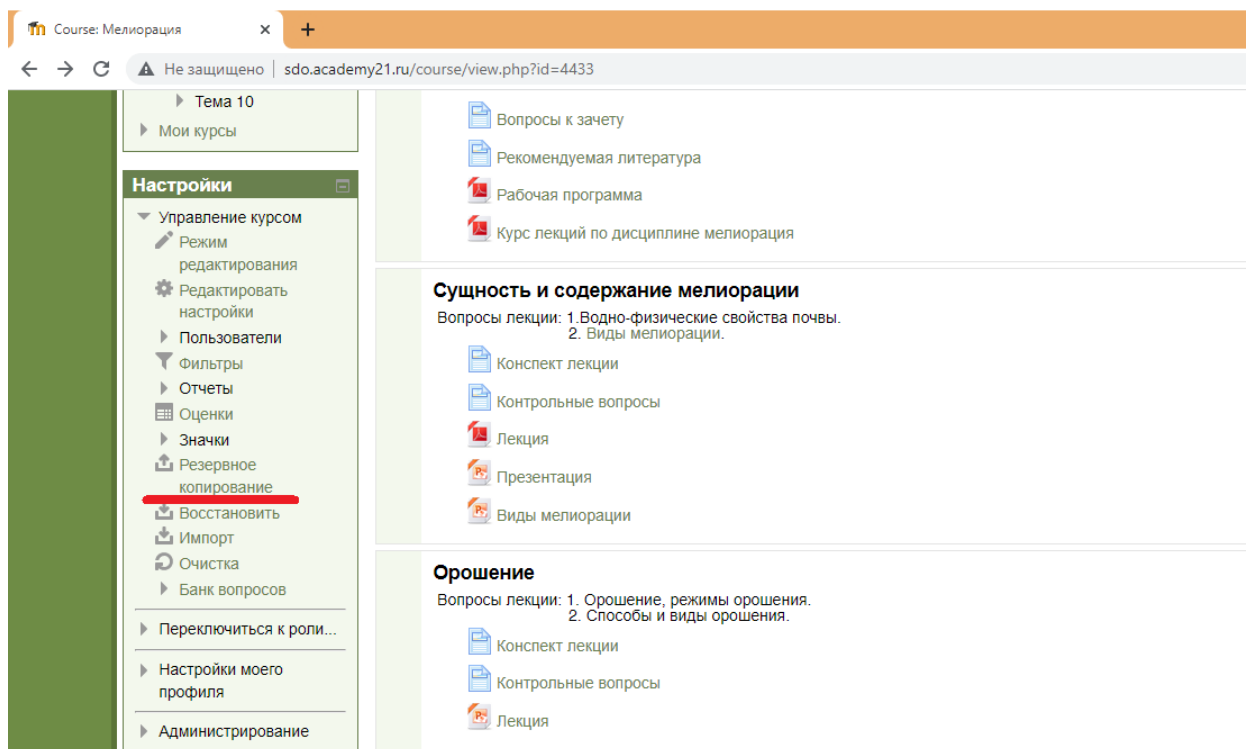 Course: Мелиорация
Не защищено | sdo.academy21.ru/course/view.php?id=4433
Тема 10
Мои курсы
Настройки
Управление курсом
Режим
редактирования
Редактировать
настройки
Пользователи
Фильтры
Отчеты
Оценки
Значки
Резервное
копирование
Восстановить
Импорт
Очистка
Банк вопросов
Переключиться к роли...
Настройки моего
профиля
Администрирование
Вопросы к зачету
Рекомендуемая литература
Рабочая программа
Курс лекций по дисциплине мелиорация
Сущность и содержание мелиорации
Вопросы лекции: 1.Водно-физические свойства почвы.
2. Виды мелиорации.
Конспект лекции
Контрольные вопросы
Лекция
Презентация
Виды мелиорации
Орошение
Вопросы лекции: 1. Орошение, режимы орошения.
2. Способы и виды орошения.
Конспект лекции
Контрольные вопросы
Лекция